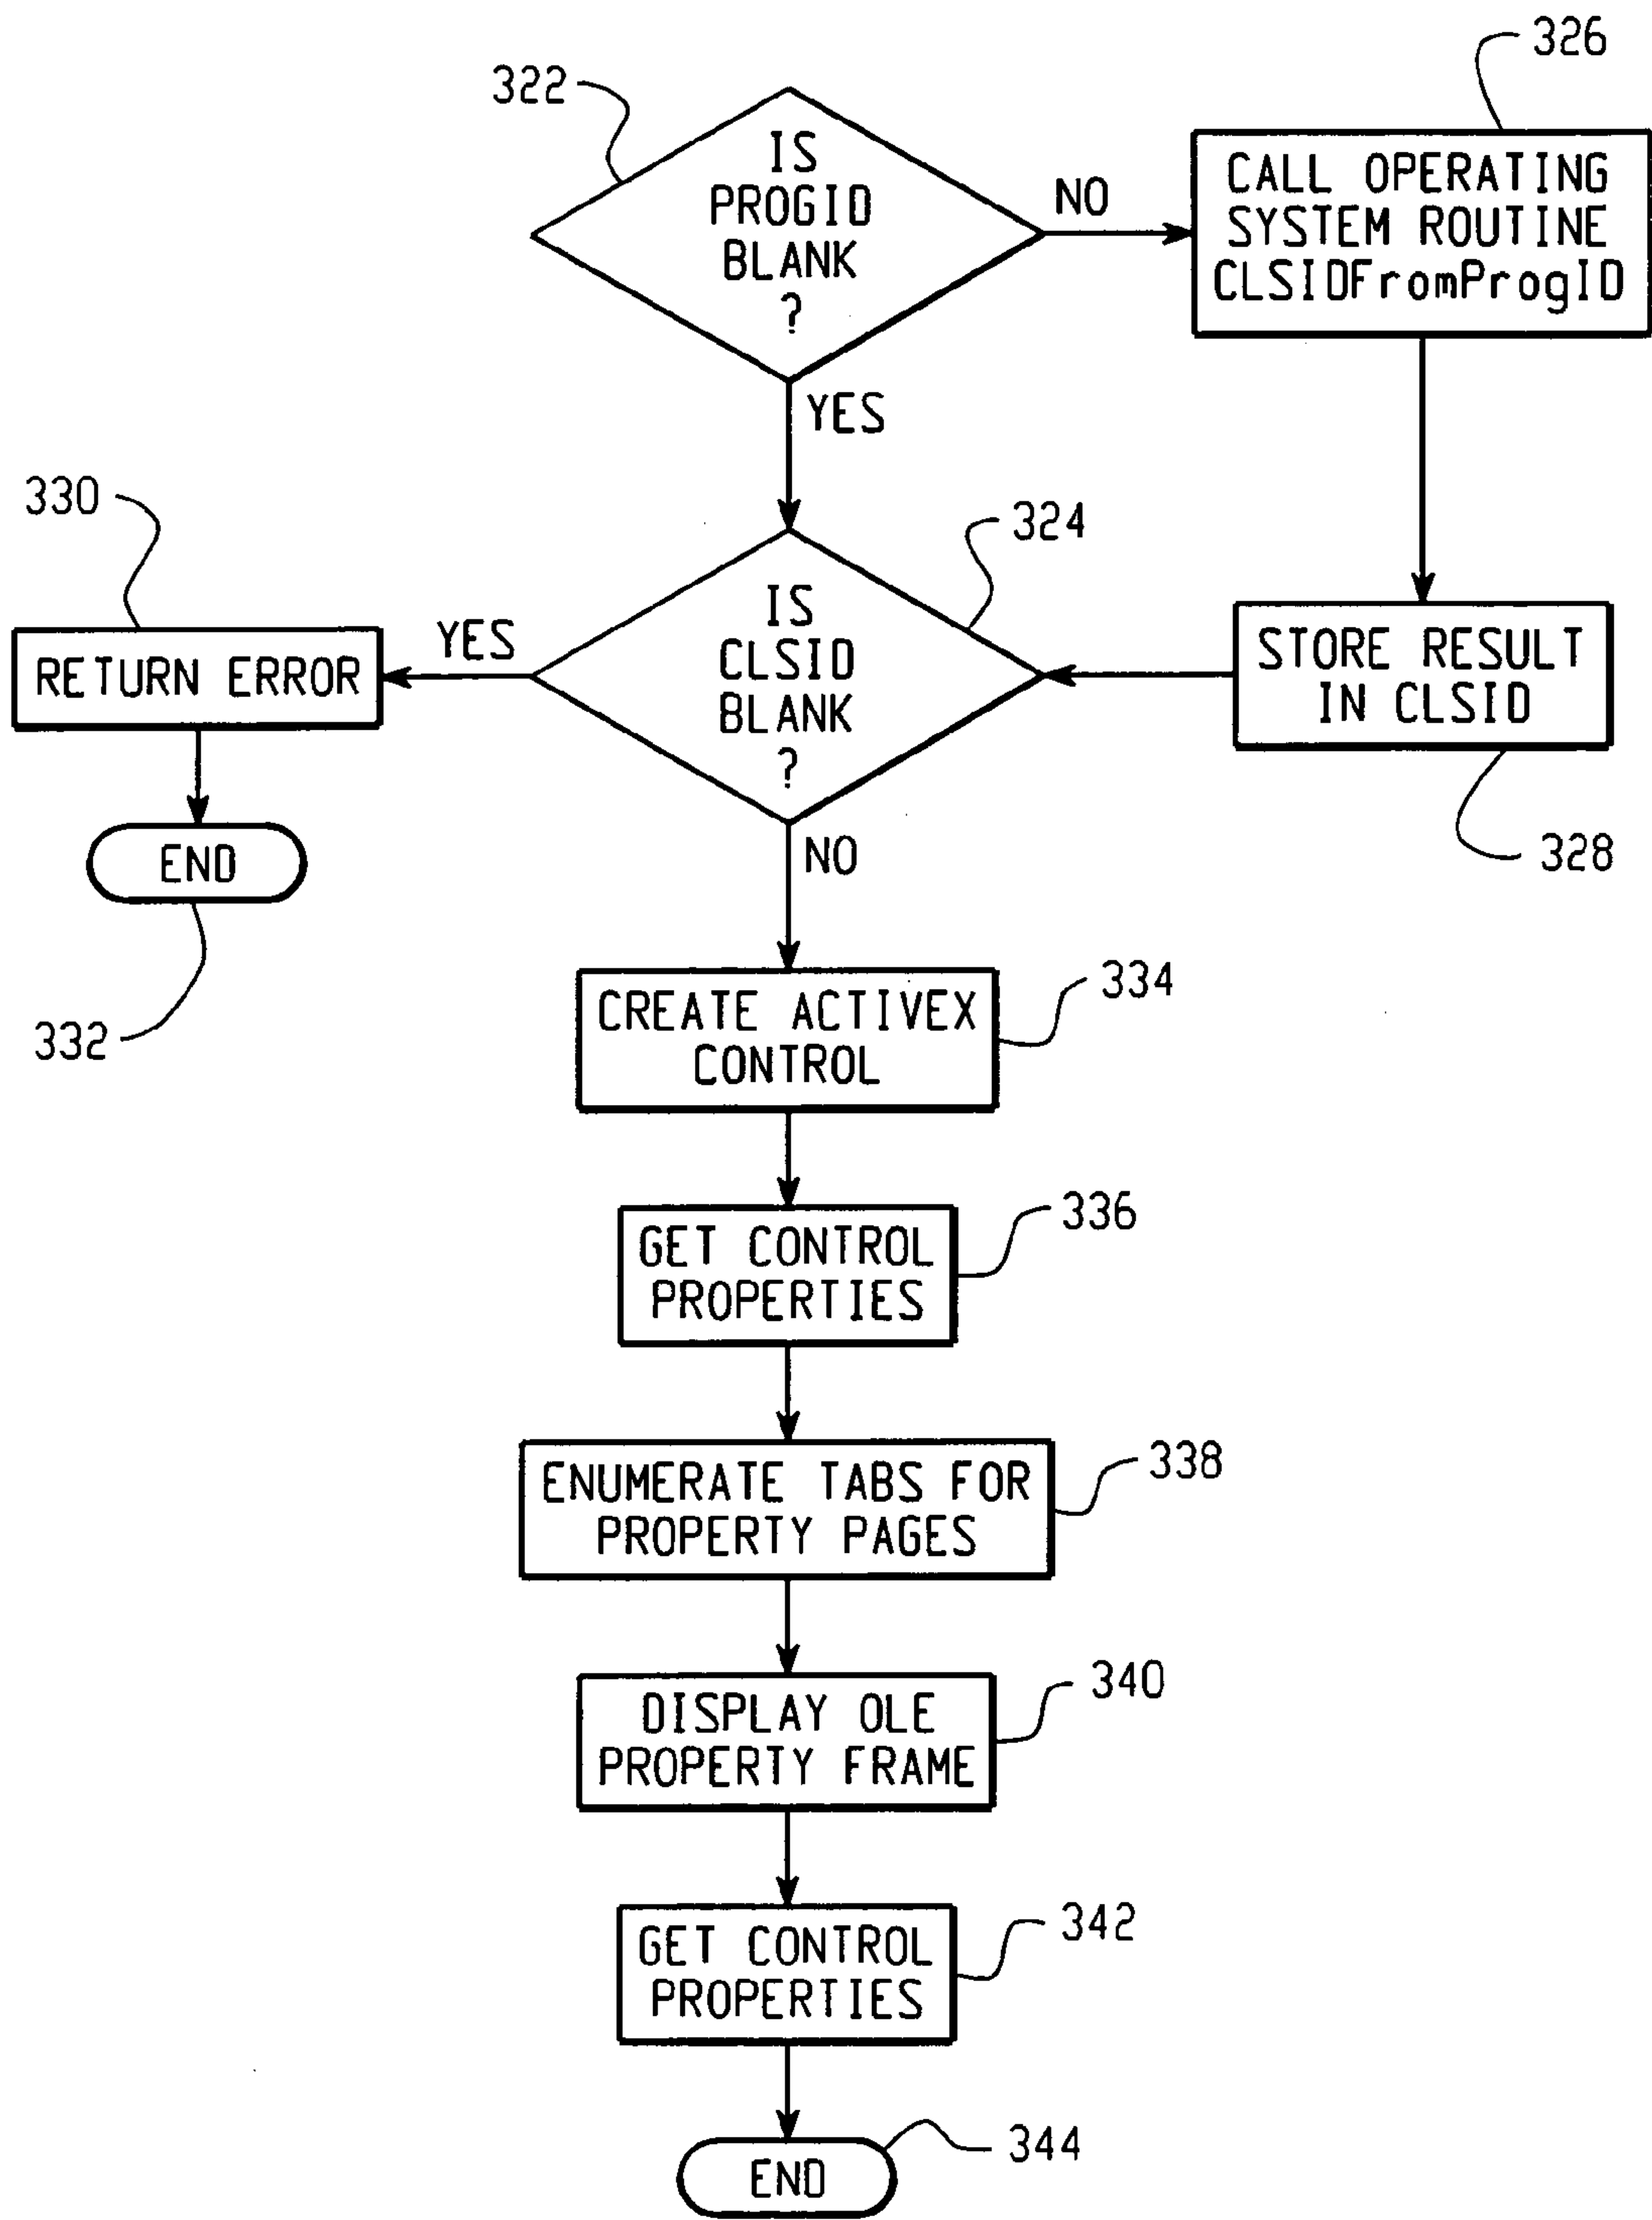 326
322
IS
PROGID
BLANK
?
NO
CALL OPERATING
SYSTEM ROUTINE
CLSIDFromProgID
YES
330
324
RETURN ERROR
YES
IS
CLSID
BLANK
?
STORE RESULT
IN CLSID
328
END
332
NO
CREATE ACTIVEX
CONTROL
334
GET CONTROL
PROPERTIES
336
ENUMERATE TABS FOR
PROPERTY PAGES
338
DISPLAY OLE
PROPERTY FRAME
340
GET CONTROL
PROPERTIES
342
END
344